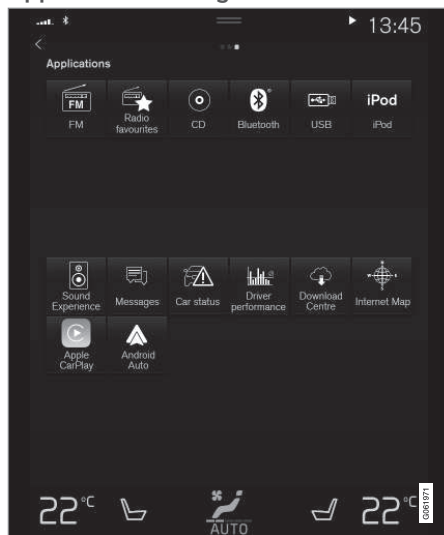 13:45
Applications
FM
FM
Radio
favourites
CD
Bluetooth
USB
iPod
iPod
Sound
Experience
Messages
Car status
Driver
performance
Download
Centre
Internet Map
Apple
CarPlay
Android
Auto
22°C
AUTO
22°C
G061971